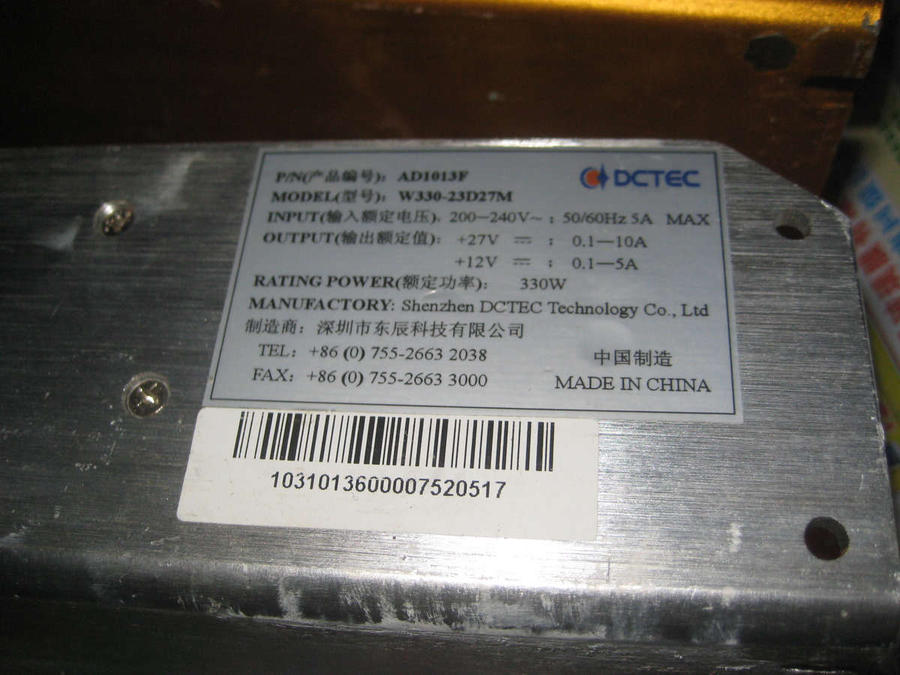 DCTEC
P/N(产品编号): AD1013F
MODEL(型号): W330-23D27M
INPUT(输入额定电压), 200—240V~ ; 50/60Hz 5A MAX
OUTPUT(输出额定值): +27V ⎓ ; 0.1—10A
+12V ⎓ ; 0.1—5A
RATING POWER(额定功率): 330W
MANUFACTORY: Shenzhen DCTEC Technology Co., Ltd
制造商: 深圳市东辰科技有限公司
TEL: +86 (0) 755-2663 2038
中国制造
FAX: +86 (0) 755-2663 3000
MADE IN CHINA
1031013600007520517